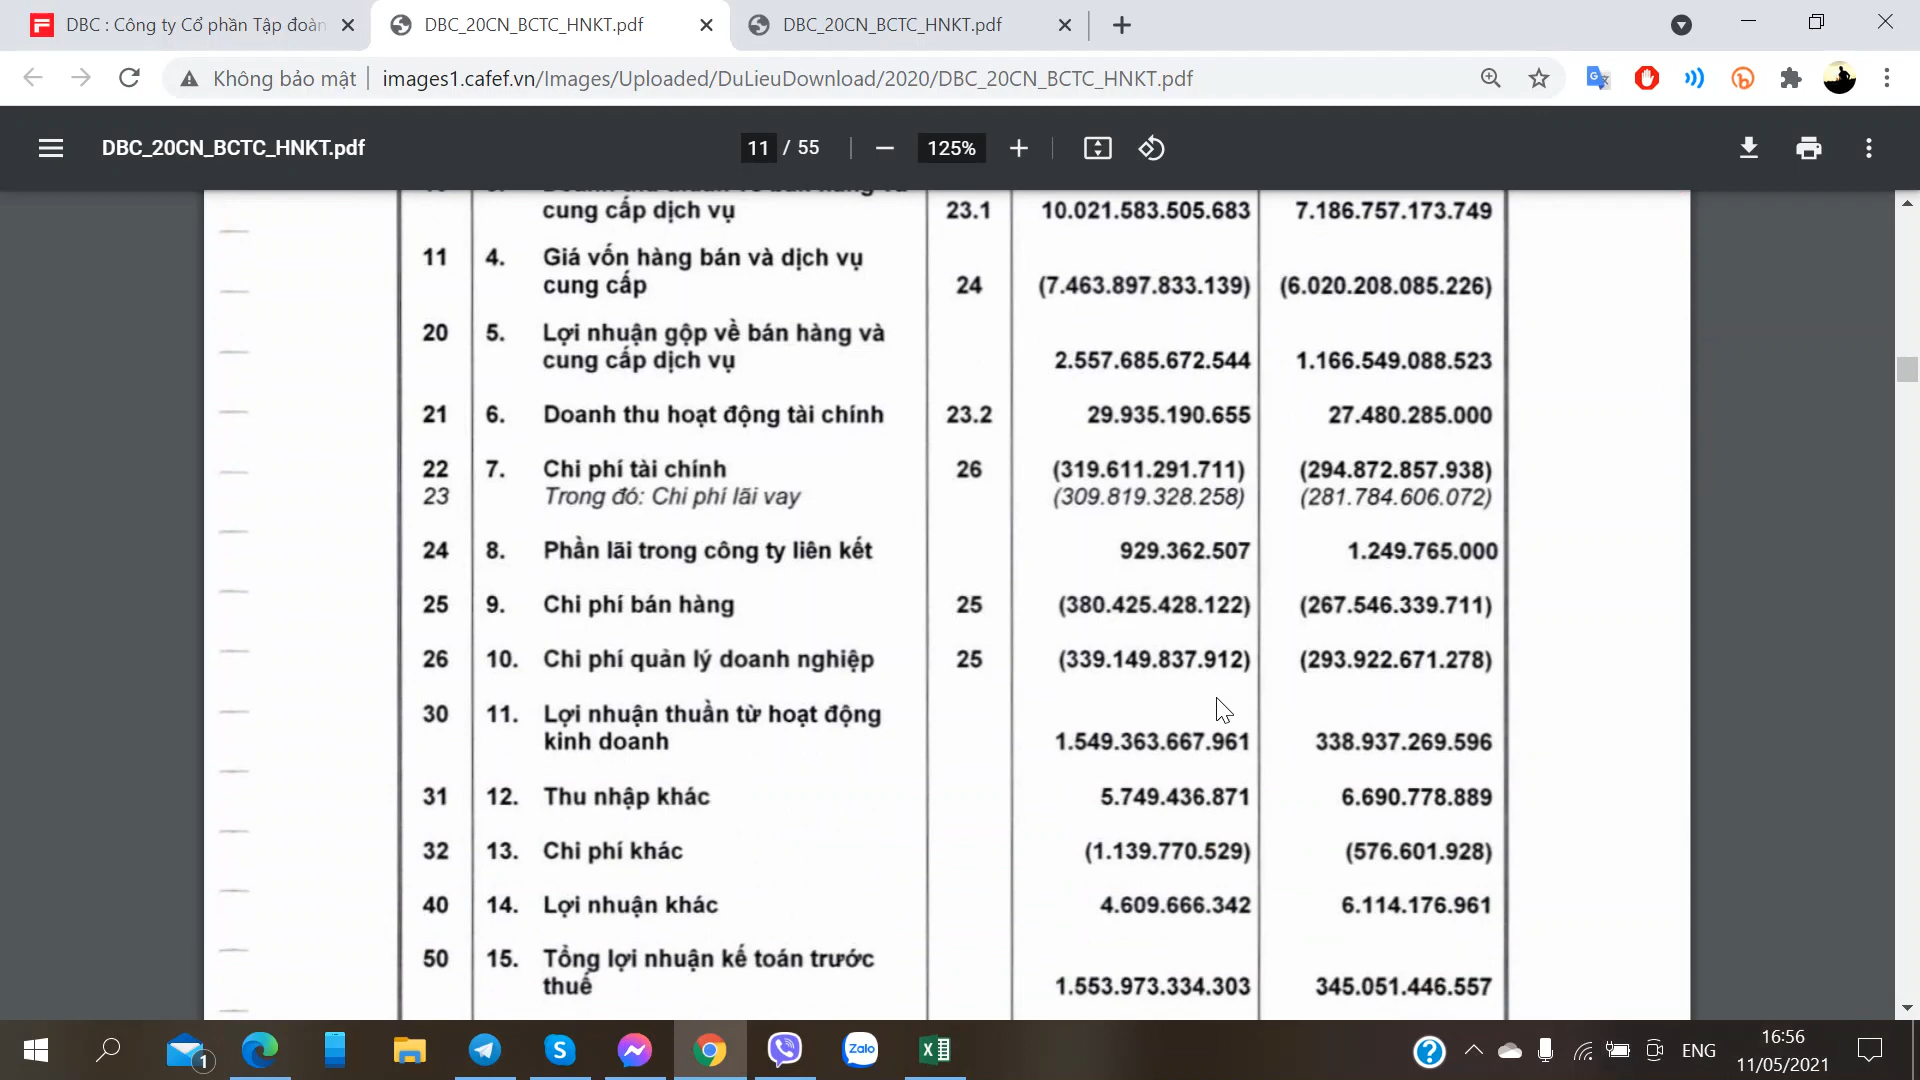 DBC : Công ty Cổ phần Tập đoàn
DBC_20CN_BCTC_HNKT.pdf
DBC_20CN_BCTC_HNKT.pdf
Không bảo mật
images1.cafef.vn/Images/Uploaded/DuLieuDownload/2020/DBC_20CN_BCTC_HNKT.pdf
DBC_20CN_BCTC_HNKT.pdf 11 / 55 125%
cung cấp dịch vụ 23.1 10.021.583.505.683 7.186.757.173.749
11 4. Giá vốn hàng bán và dịch vụ
cung cấp 24 (7.463.897.833.139) (6.020.208.085.226)
20 5. Lợi nhuận gộp về bán hàng và
cung cấp dịch vụ 2.557.685.672.544 1.166.549.088.523
21 6. Doanh thu hoạt động tài chính 23.2 29.935.190.655 27.480.285.000
22 7. Chi phí tài chính 26 (319.611.291.711) (294.872.857.938)
23 Trong đó: Chi phí lãi vay (309.819.328.258) (281.784.606.072)
24 8. Phần lãi trong công ty liên kết 929.362.507 1.249.765.000
25 9. Chi phí bán hàng 25 (380.425.428.122) (267.546.339.711)
26 10. Chi phí quản lý doanh nghiệp 25 (339.149.837.912) (293.922.671.278)
30 11. Lợi nhuận thuần từ hoạt động
kinh doanh 1.549.363.667.961 338.937.269.596
31 12. Thu nhập khác 5.749.436.871 6.690.778.889
32 13. Chi phí khác (1.139.770.529) (576.601.928)
40 14. Lợi nhuận khác 4.609.666.342 6.114.176.961
50 15. Tổng lợi nhuận kế toán trước
thuế 1.553.973.334.303 345.051.446.557
1
Zalo
ENG
16:56
11/05/2021